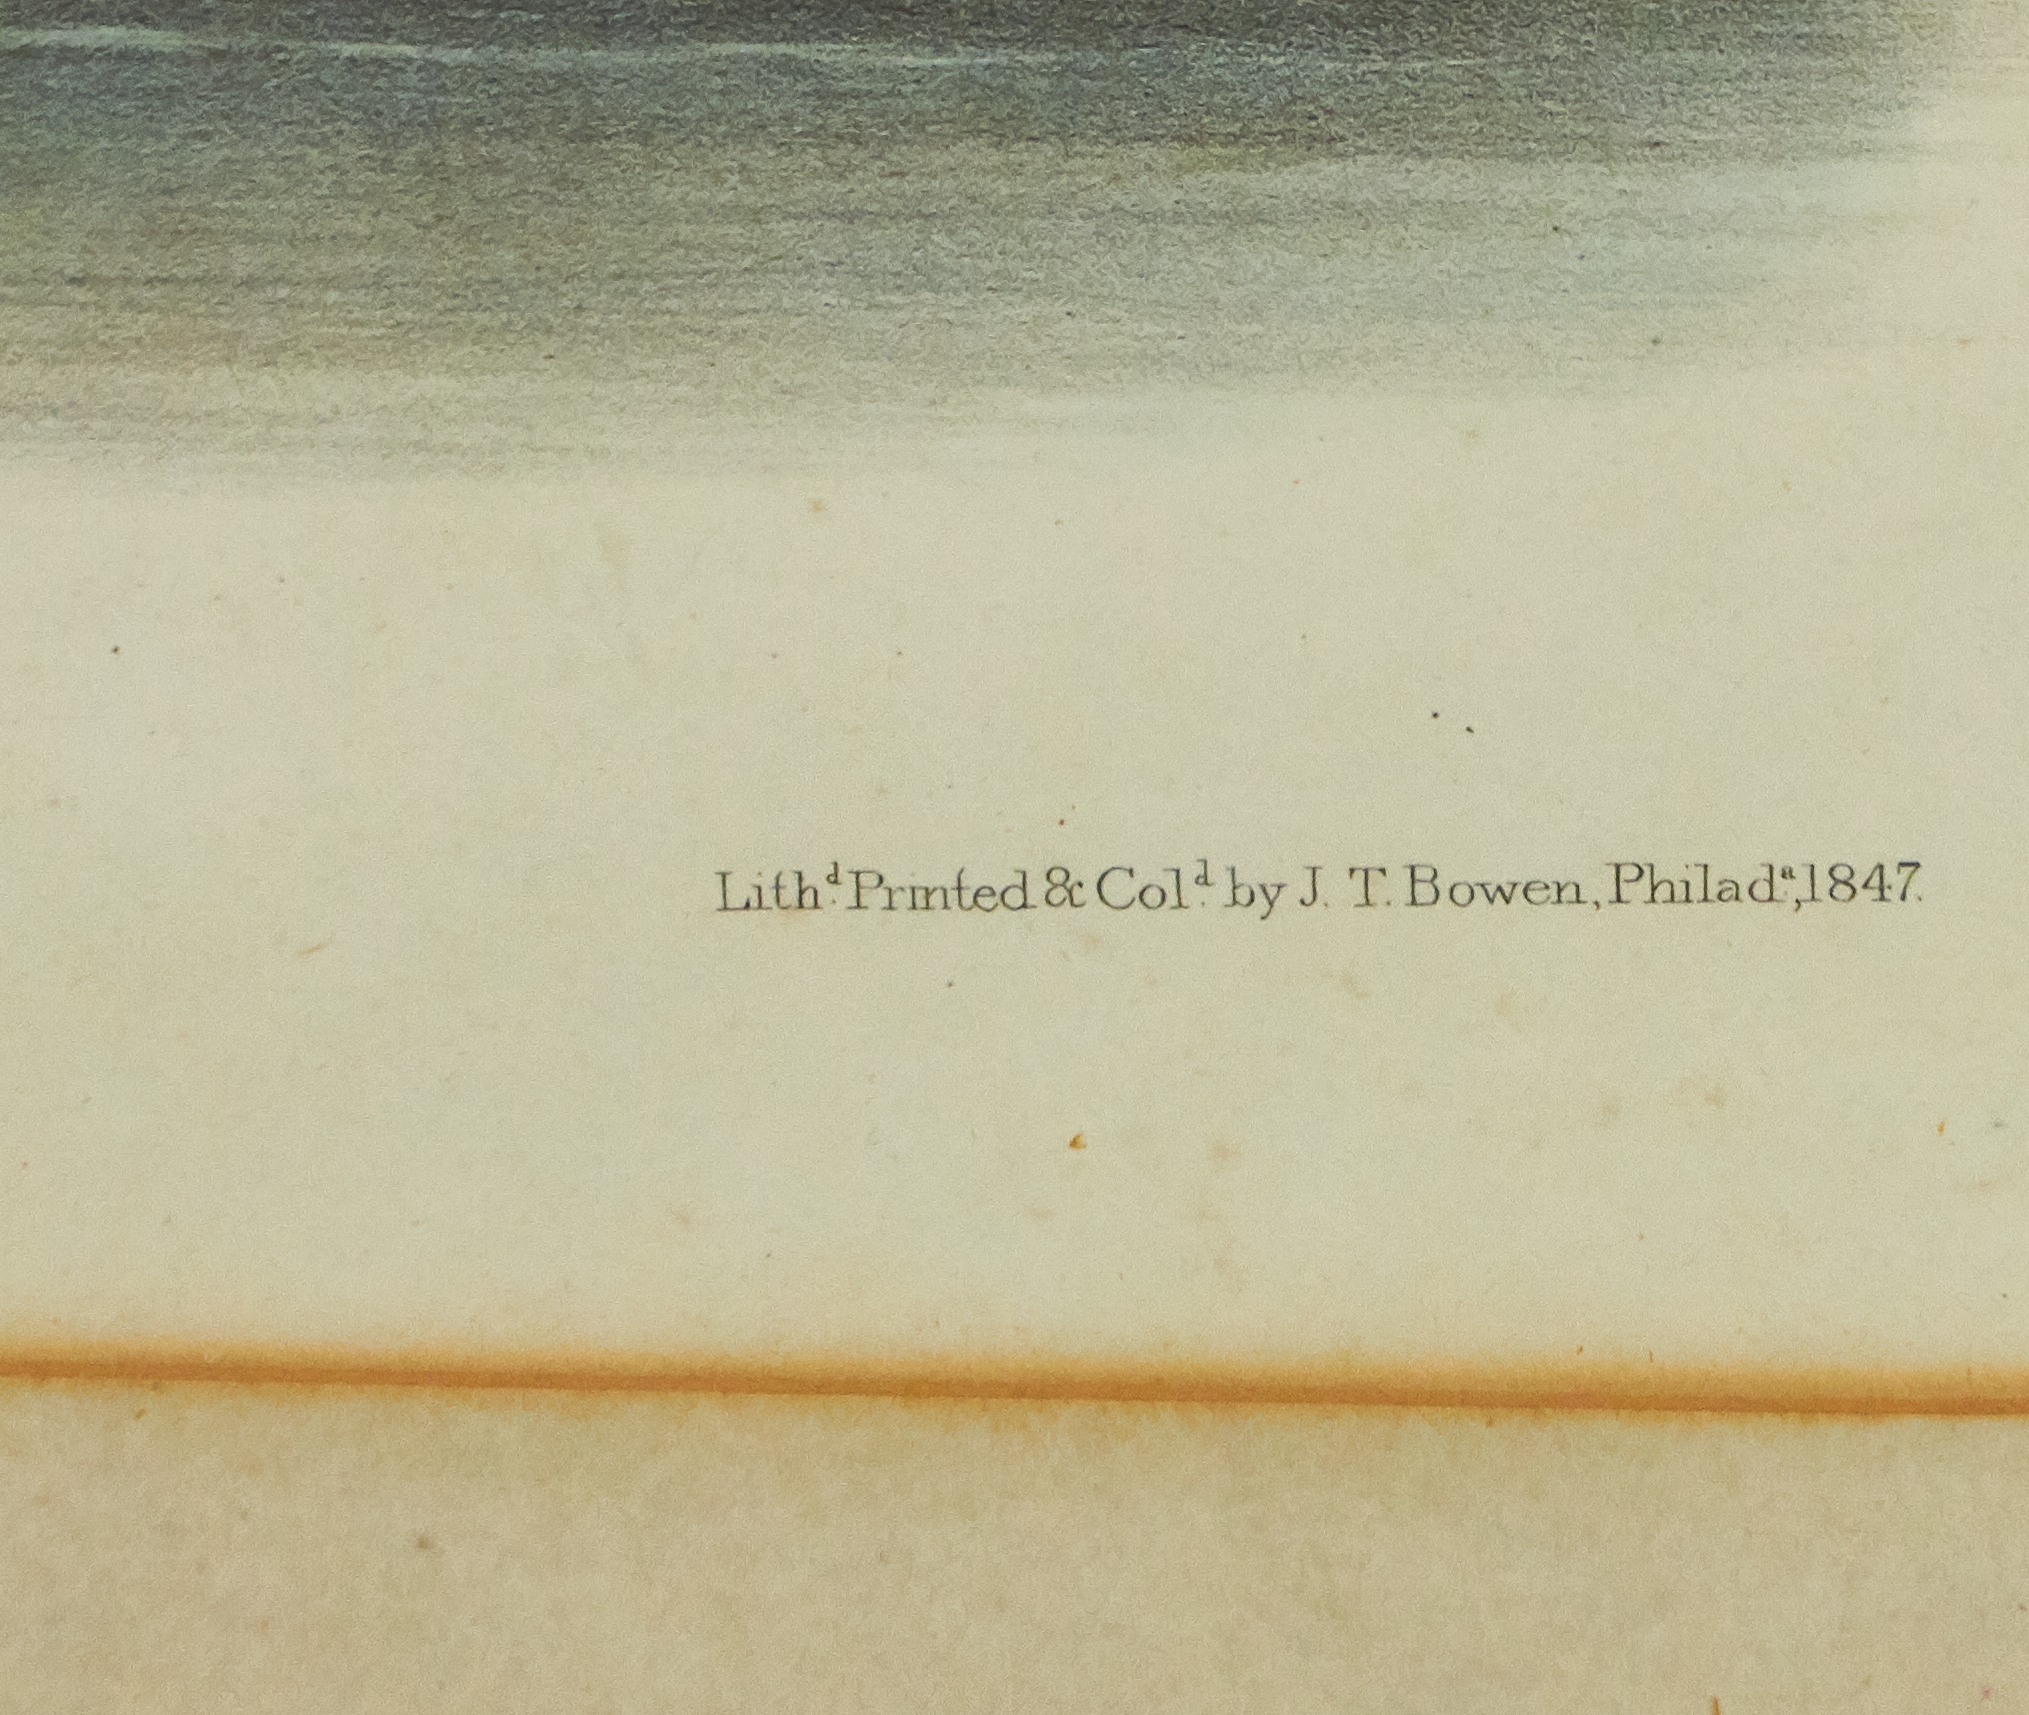 Lith.ᵈ Printed & Col.ᵈ by J. T. Bowen, Philad.ᵃ, 1847.